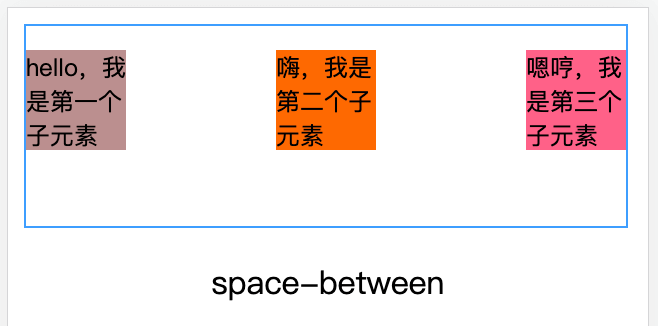 hello，我
是第一个
子元素
嗨，我是
第二个子
元素
嗯哼，我
是第三个
子元素
space-between